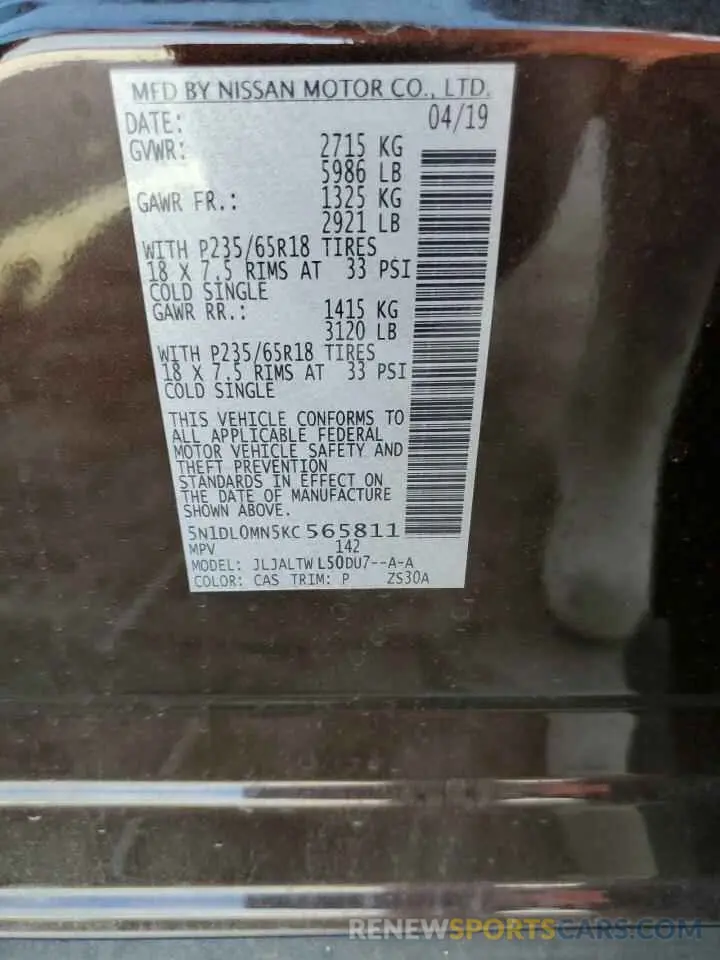 MFD BY NISSAN MOTOR CO., LTD.
DATE: 04/19
GVWR: 2715 KG
5986 LB
GAWR FR.: 1325 KG
2921 LB
WITH P235/65R18 TIRES
18 X 7.5 RIMS AT 33 PSI
COLD SINGLE
GAWR RR.: 1415 KG
3120 LB
WITH P235/65R18 TIRES
18 X 7.5 RIMS AT 33 PSI
COLD SINGLE
THIS VEHICLE CONFORMS TO
ALL APPLICABLE FEDERAL
MOTOR VEHICLE SAFETY AND
THEFT PREVENTION
STANDARDS IN EFFECT ON
THE DATE OF MANUFACTURE
SHOWN ABOVE.
5N1DL0MN5KC565811
MPV 142
MODEL: JLJALTWL50DU7--A-A
COLOR: CAS TRIM: P ZS30A
RENEWSPORTSCARS.COM